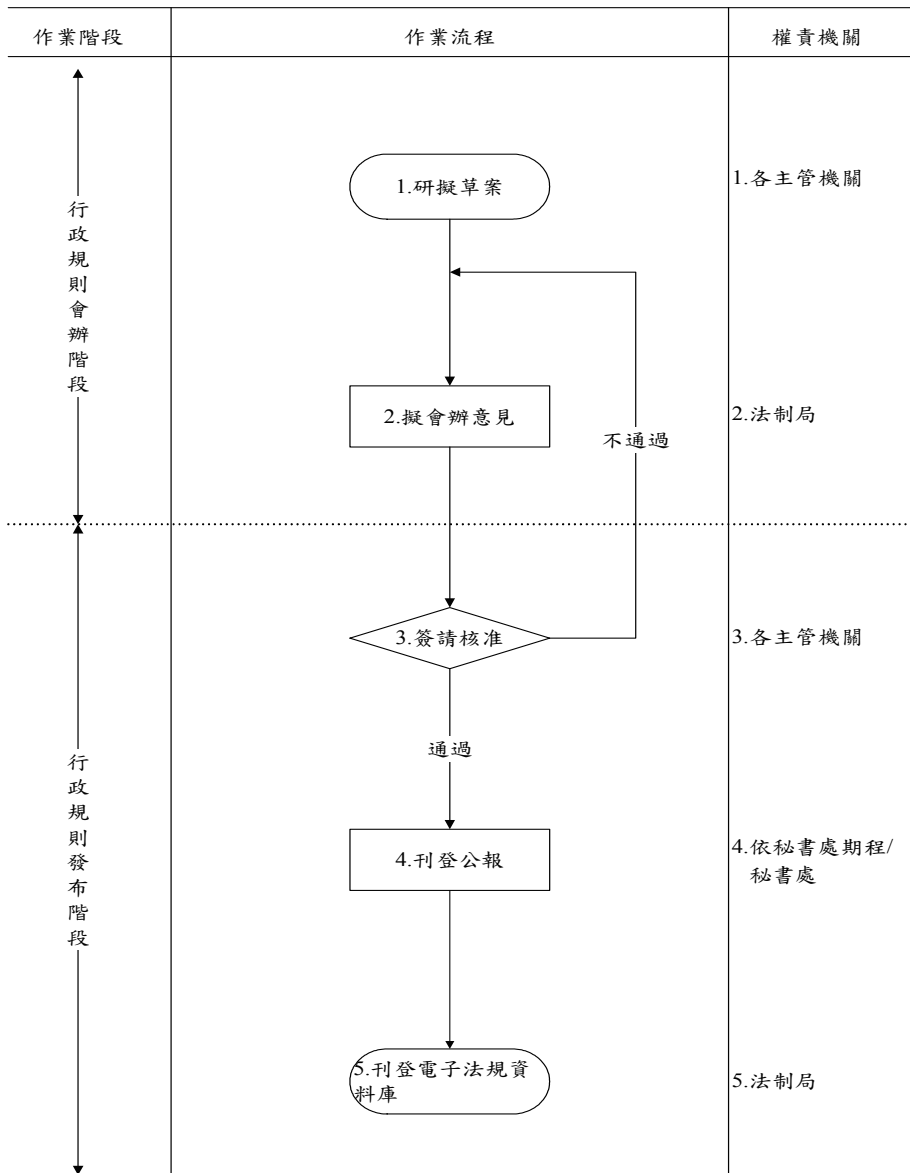 作業階段
作業流程
權責機關
行政規則會辦階段
1.研擬草案
1.各主管機關
2.擬會辦意見
2.法制局
不通過
行政規則發布階段
3.簽請核准
3.各主管機關
通過
4.刊登公報
4.依秘書處期程/
秘書處
5.刊登電子法規資
料庫
5.法制局